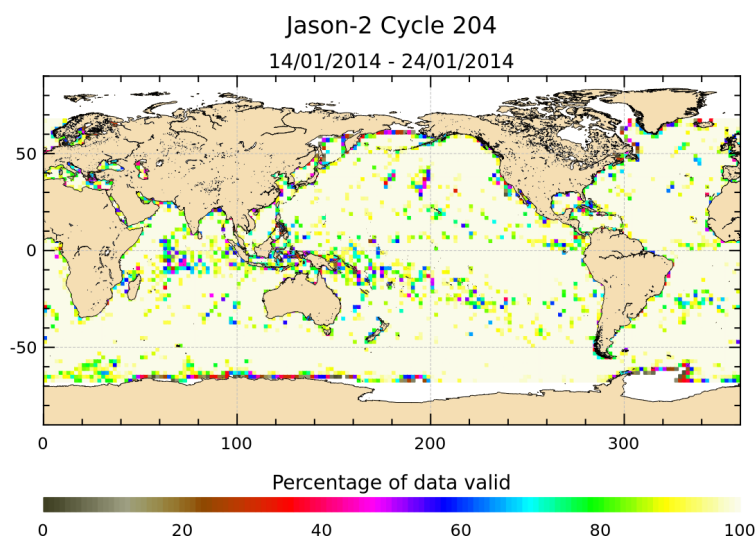 Jason-2 Cycle 204
14/01/2014 - 24/01/2014
50
0
-50
0 100 200 300
Percentage of data valid
0 20 40 60 80 100